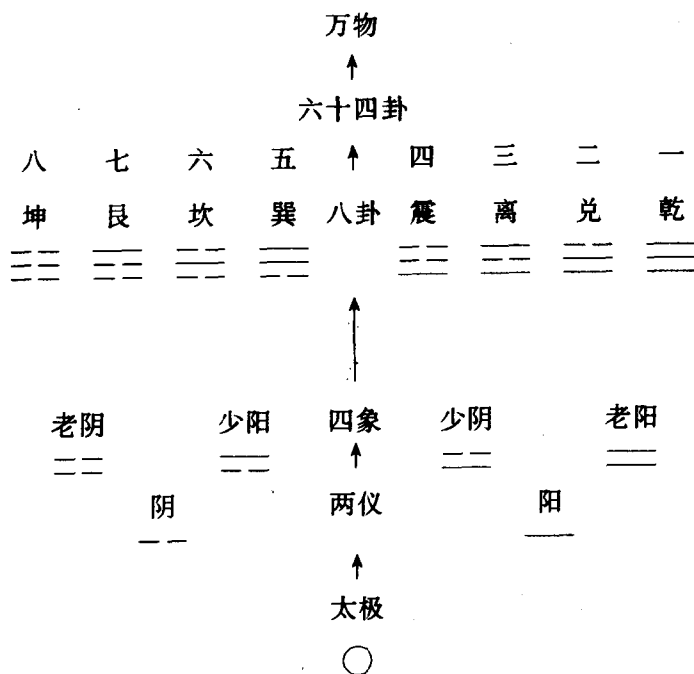 万物
六十四卦
八 七 六 五 四 三 二 一
坤 艮 坎 巽 八卦 震 离 兑 乾
老阴 少阳 四象 少阴 老阳
阴 两仪 阳
太极